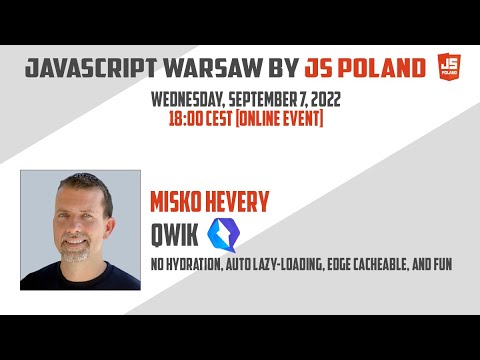 JAVASCRIPT WARSAW BY JS POLAND JS POLAND
WEDNESDAY, SEPTEMBER 7, 2022
18:00 CEST [ONLINE EVENT]
MISKO HEVERY
QWIK
NO HYDRATION, AUTO LAZY-LOADING, EDGE CACHEABLE, AND FUN